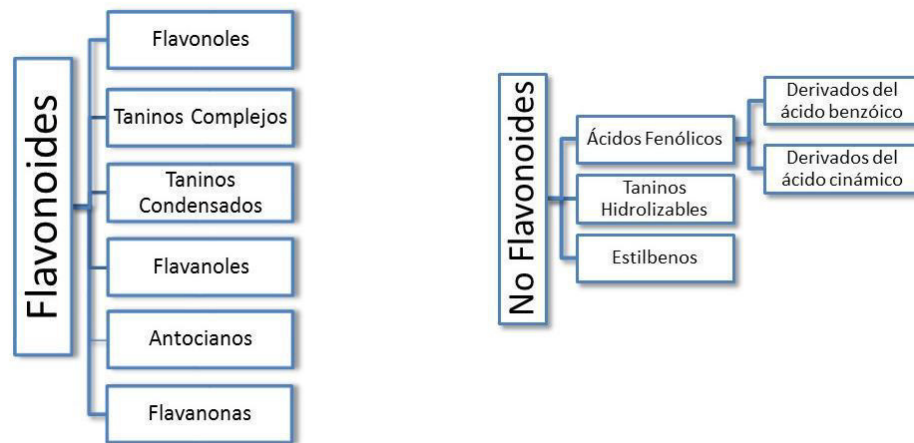 Flavonoides
Flavonoles
Taninos Complejos
Taninos
Condensados
Flavanoles
Antocianos
Flavanonas
No Flavonoides
Ácidos Fenólicos
Derivados del
ácido benzóico
Derivados del
ácido cinámico
Taninos
Hidrolizables
Estilbenos